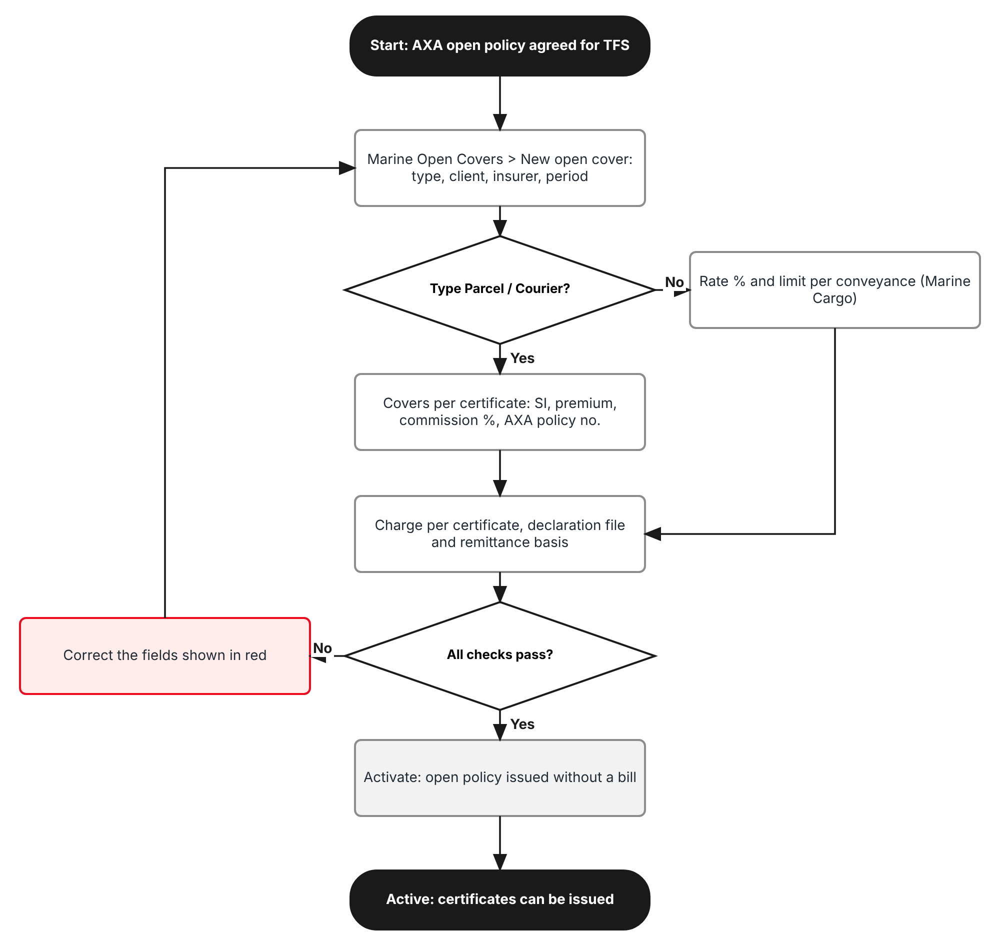 Start: AXA open policy agreed for TFS
Marine Open Covers > New open cover:
type, client, insurer, period
Type Parcel / Courier?
No
Rate % and limit per conveyance (Marine
Cargo)
Yes
Covers per certificate: SI, premium,
commission %, AXA policy no.
Charge per certificate, declaration file
and remittance basis
All checks pass?
No
Correct the fields shown in red
Yes
Activate: open policy issued without a bill
Active: certificates can be issued